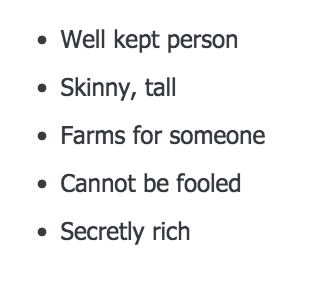 • Well kept person
• Skinny, tall
• Farms for someone
• Cannot be fooled
• Secretly rich